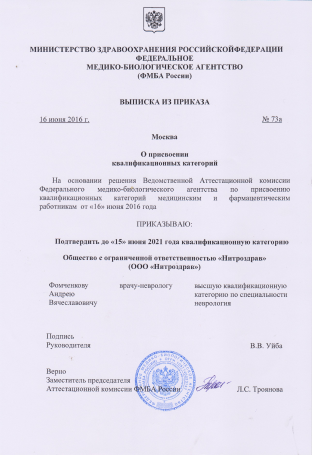 МИНИСТЕРСТВО ЗДРАВООХРАНЕНИЯ РОССИЙСКОЙФЕДЕРАЦИИ
ФЕДЕРАЛЬНОЕ
МЕДИКО-БИОЛОГИЧЕСКОЕ АГЕНТСТВО
(ФМБА России)
ВЫПИСКА ИЗ ПРИКАЗА
16 июня 2016 г. № 73а
Москва
О присвоении
квалификационных категорий
На основании решения Ведомственной Аттестационной комиссии
Федерального медико-биологического агентства по присвоению
квалификационных категорий медицинским и фармацевтическим
работникам от «16» июня 2016 года
ПРИКАЗЫВАЮ:
Подтвердить до «15» июня 2021 года квалификационную категорию
Общество с ограниченной ответственностью «Нитроздрав»
(ООО «Нитроздрав»)
Фомченкову врачу-неврологу высшую квалификационную
Андрею категорию по специальности
Вячеславовичу неврология
Подпись
Руководителя В.В. Уйба
Верно
Заместитель председателя
Аттестационной комиссии ФМБА России Л.С. Троянова